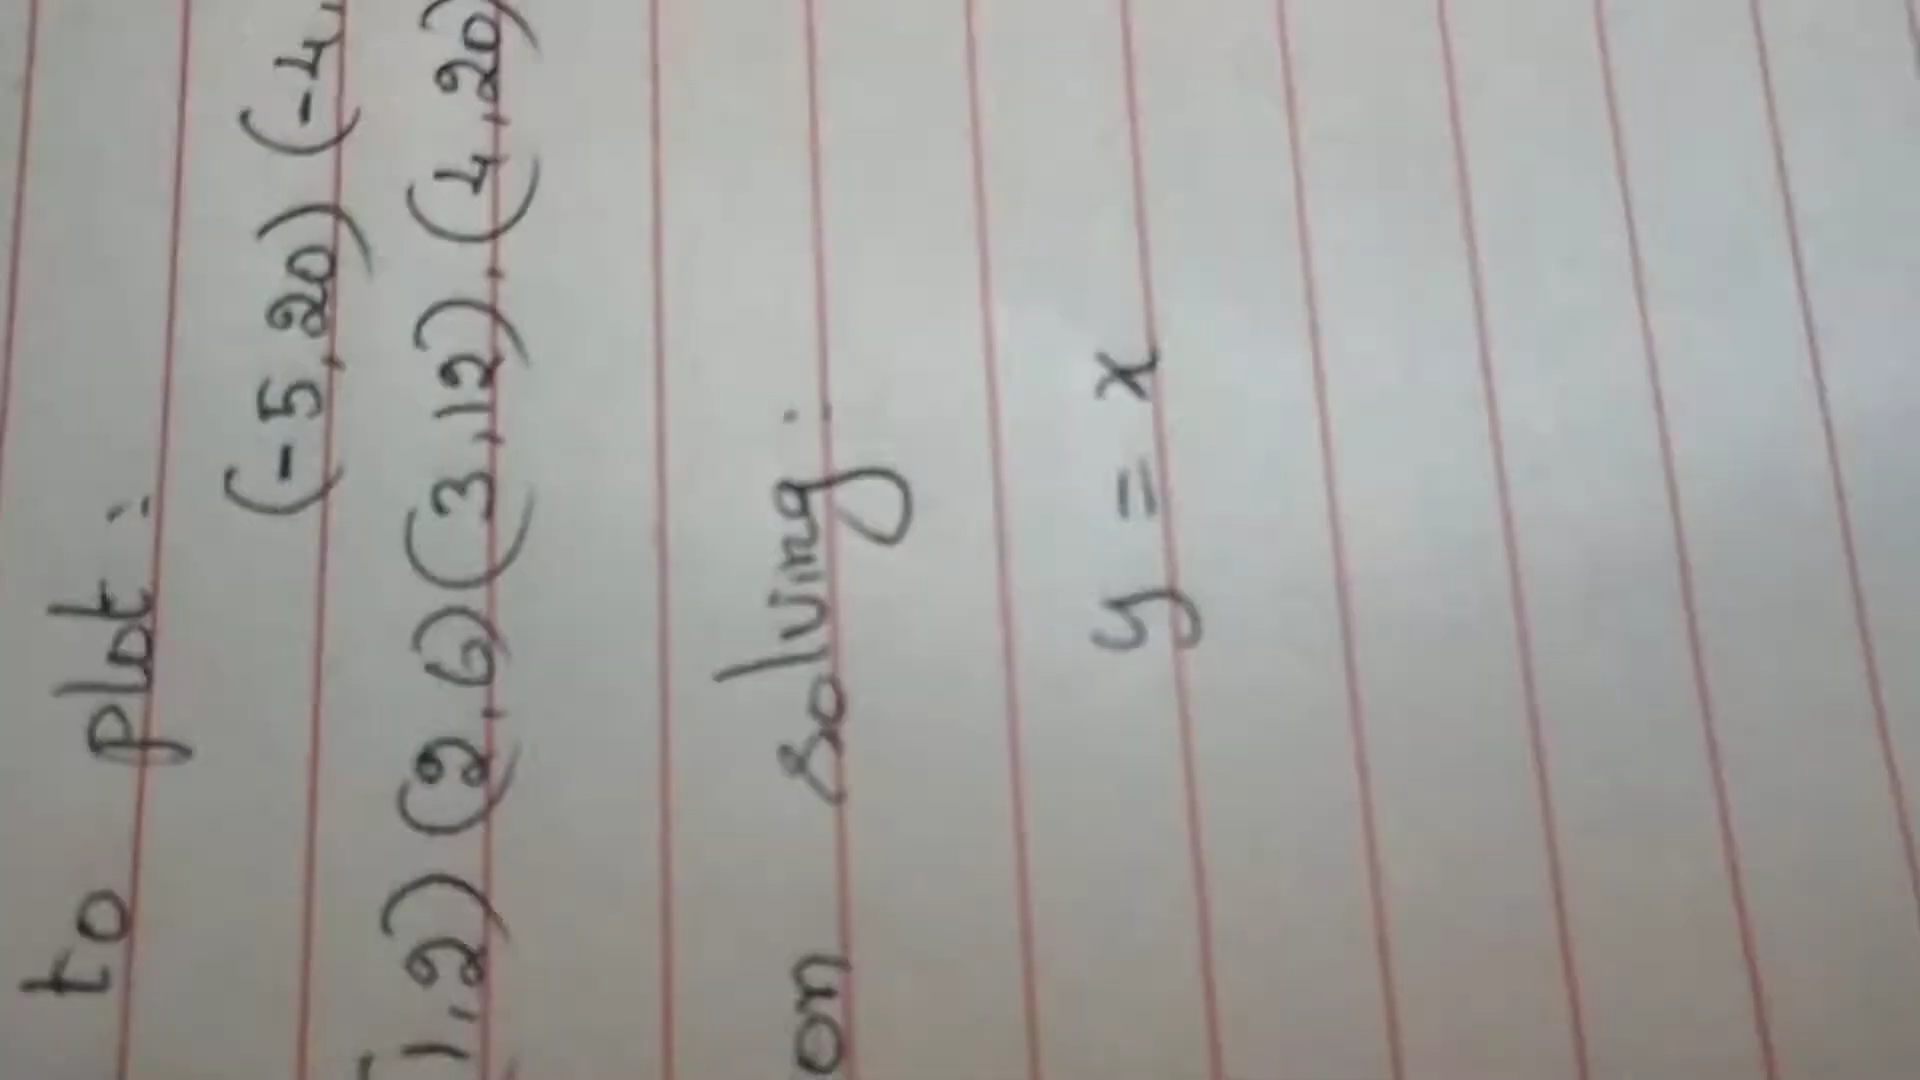 to plot:
(-5,20) (-4,
1,2) (2,6) (3,12), (4,20)
on solving.
y = x